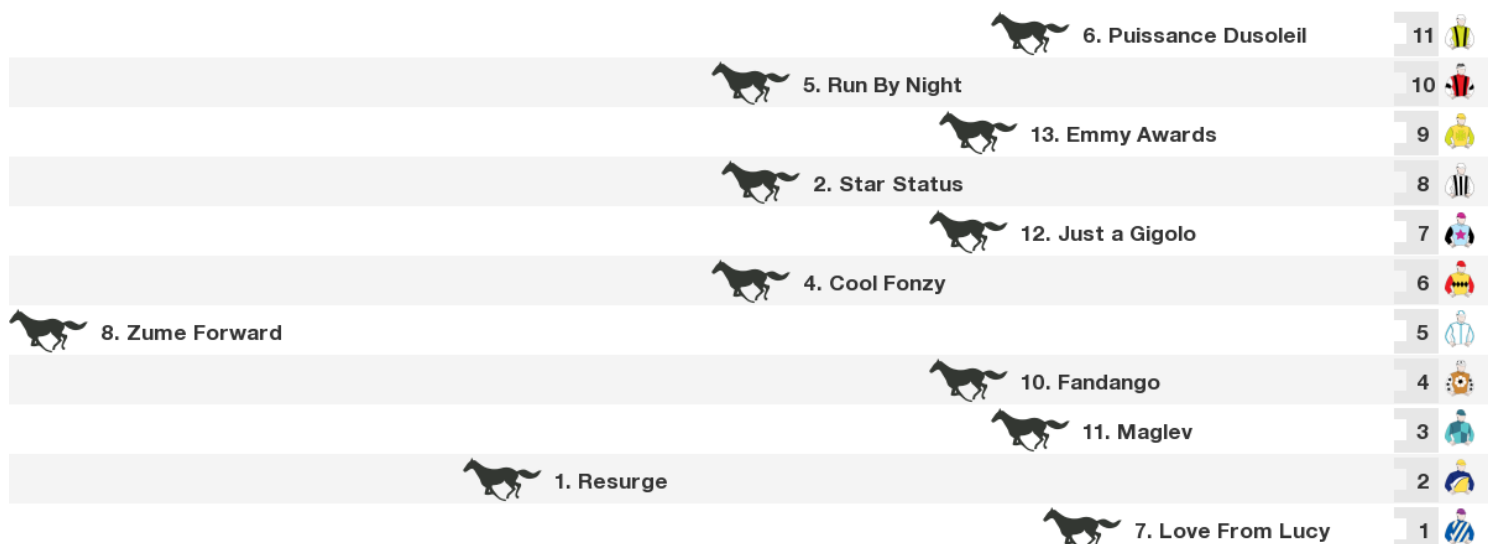 6. Puissance Dusoleil 11
5. Run By Night 10
13. Emmy Awards 9
2. Star Status 8
12. Just a Gigolo 7
4. Cool Fonzy 6
8. Zume Forward 5
10. Fandango 4
11. Maglev 3
1. Resurge 2
7. Love From Lucy 1